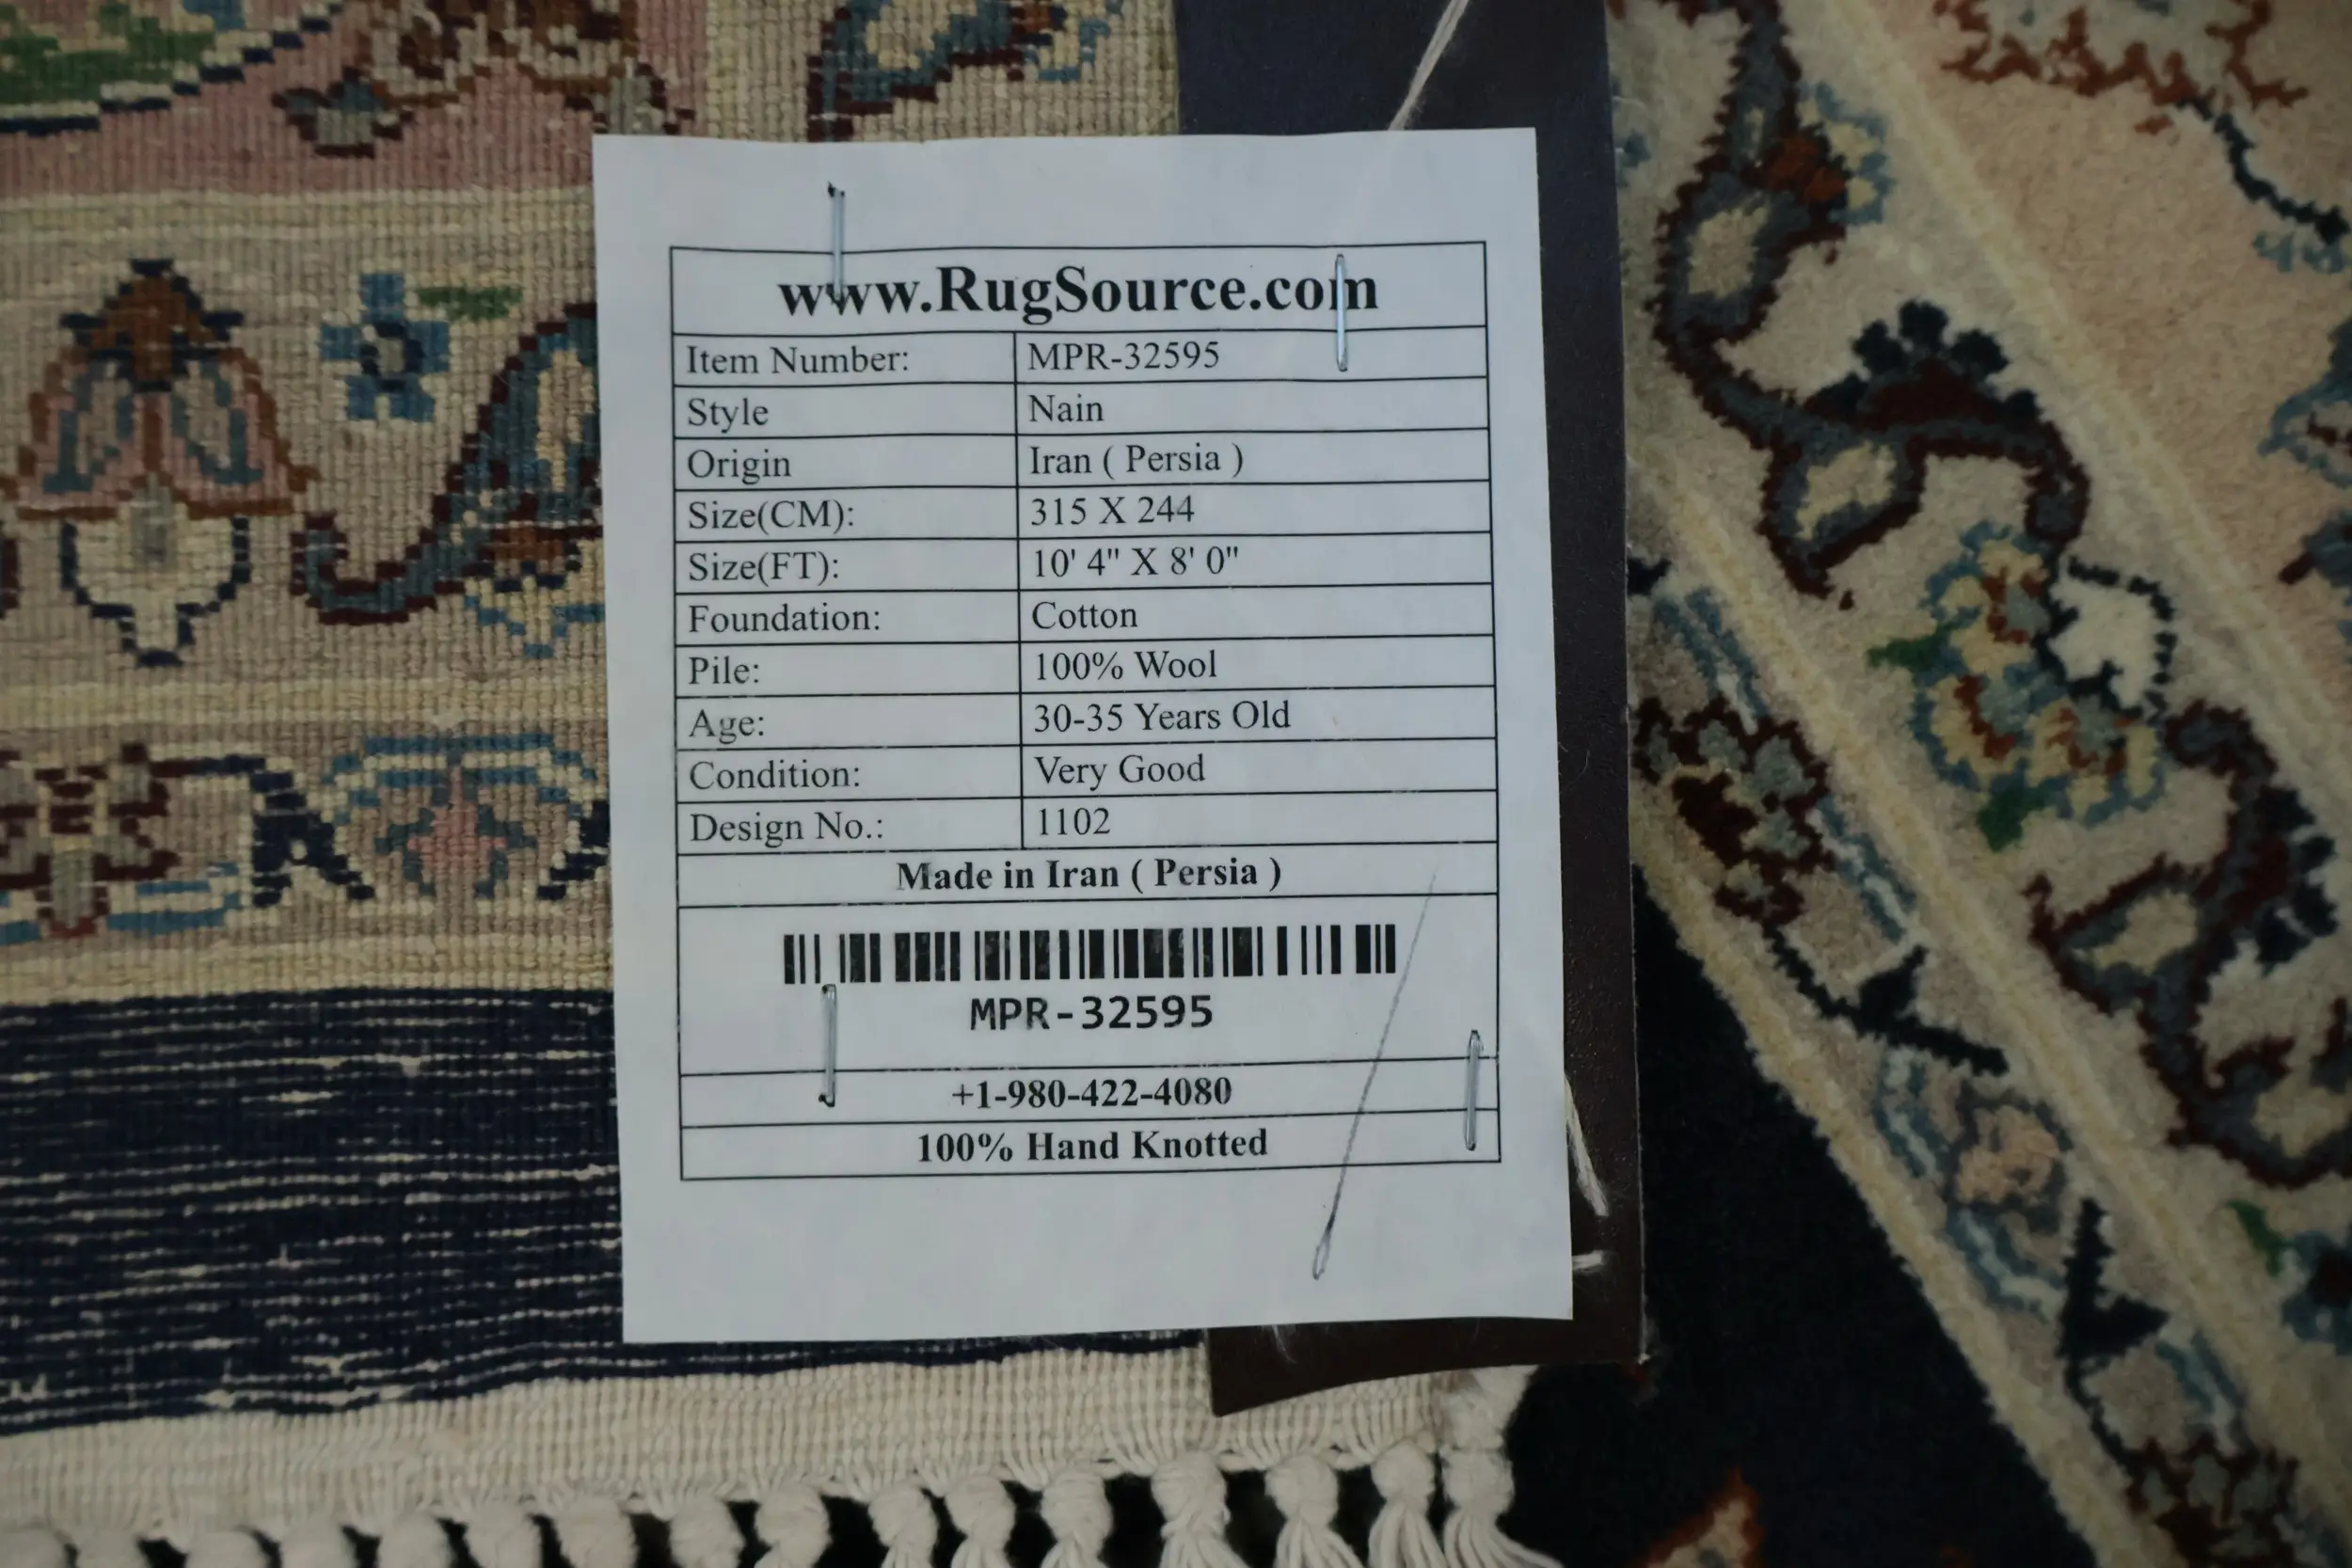 www.RugSource.com
Item Number: MPR-32595
Style Nain
Origin Iran ( Persia )
Size(CM): 315 X 244
Size(FT): 10' 4" X 8' 0"
Foundation: Cotton
Pile: 100% Wool
Age: 30-35 Years Old
Condition: Very Good
Design No.: 1102
Made in Iran ( Persia )
MPR-32595
+1-980-422-4080
100% Hand Knotted